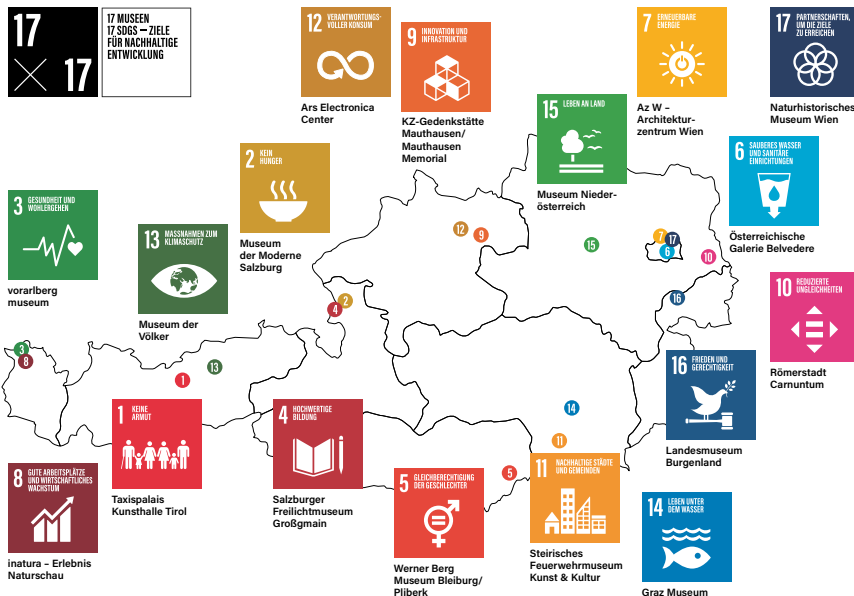 17
X 17
17 MUSEEN
17 SDGS – ZIELE
FÜR NACHHALTIGE
ENTWICKLUNG
12 VERANTWORTUNGS-
VOLLER KONSUM
Ars Electronica
Center
9 INNOVATION UND
INFRASTRUKTUR
KZ-Gedenkstätte
Mauthausen/
Mauthausen
Memorial
7 ERNEUERBARE
ENERGIE
Az W –
Architektur-
zentrum Wien
17 PARTNERSCHAFTEN,
UM DIE ZIELE
ZU ERREICHEN
Naturhistorisches
Museum Wien
15 LEBEN AN LAND
Museum Nieder-
österreich
6 SAUBERES WASSER
UND SANITÄRE
EINRICHTUNGEN
Österreichische
Galerie Belvedere
2 KEIN
HUNGER
Museum
der Moderne
Salzburg
3 GESUNDHEIT UND
WOHLERGEHEN
vorarlberg
museum
13 MASSNAHMEN ZUM
KLIMASCHUTZ
Museum der
Völker
10 REDUZIERTE
UNGLEICHHEITEN
Römerstadt
Carnuntum
16 FRIEDEN UND
GERECHTIGKEIT
Landesmuseum
Burgenland
1 KEINE
ARMUT
Taxispalais
Kunsthalle Tirol
4 HOCHWERTIGE
BILDUNG
Salzburger
Freilichtmuseum
Großgmain
8 GUTE ARBEITSPLÄTZE
UND WIRTSCHAFTLICHES
WACHSTUM
inatura – Erlebnis
Naturschau
5 GLEICHBERECHTIGUNG
DER GESCHLECHTER
Werner Berg
Museum Bleiburg/
Pliberk
11 NACHHALTIGE STÄDTE
UND GEMEINDEN
Steirisches
Feuerwehrmuseum
Kunst & Kultur
14 LEBEN UNTER
DEM WASSER
Graz Museum
12
9
15
7
17
6
10
16
2
4
3
8
13
1
14
11
5